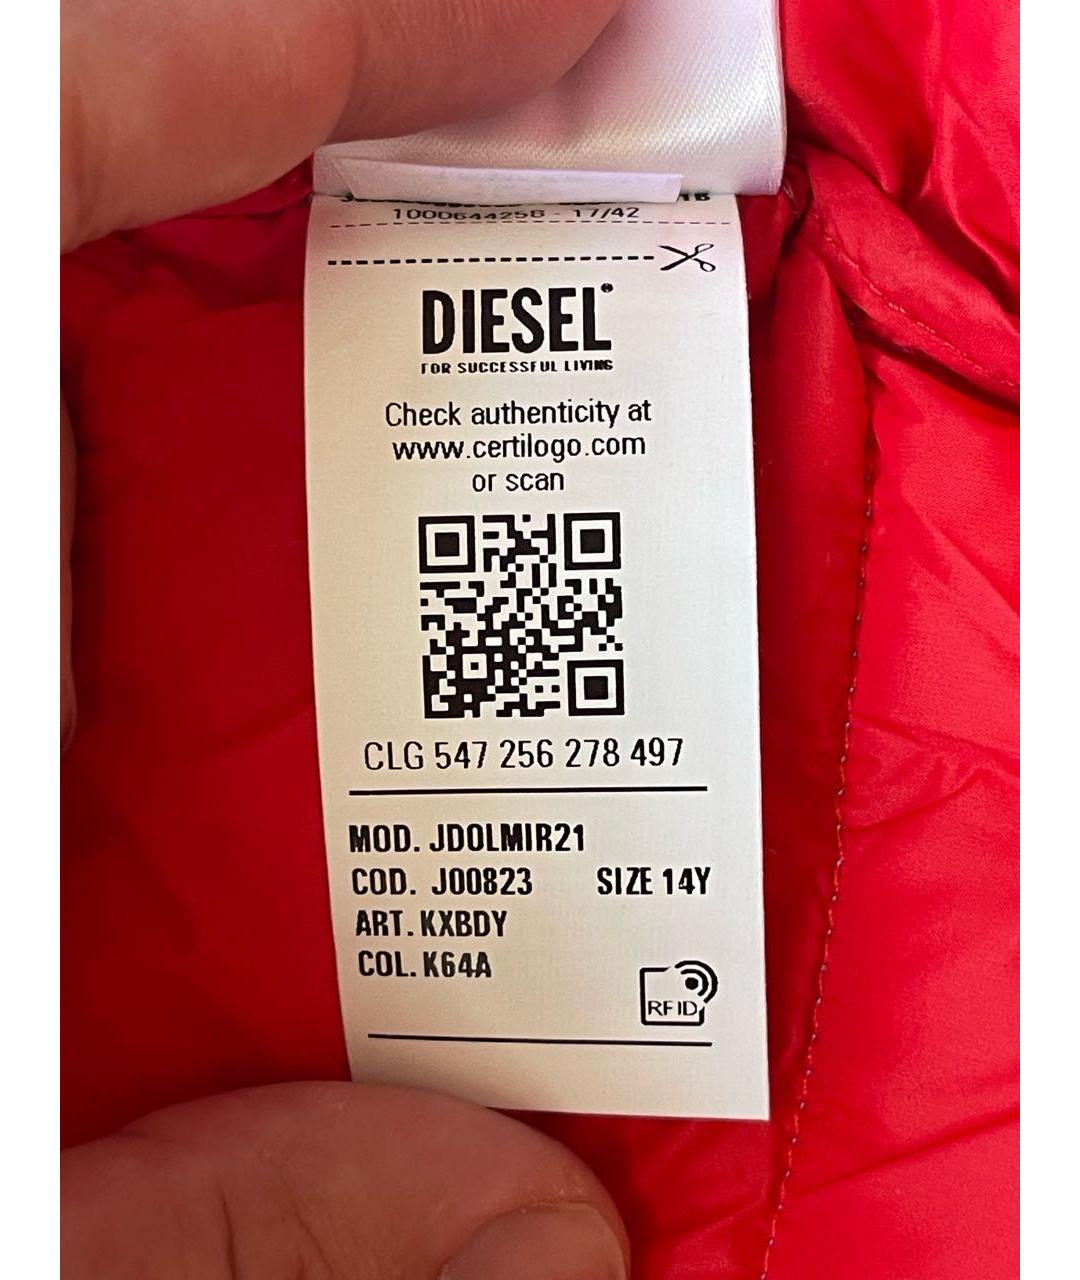 1000644258 - 17/42
DIESEL
FOR SUCCESSFUL LIVING
Check authenticity at
www.certilogo.com
or scan
CLG 547 256 278 497
MOD. JDOLMIR21
COD. J00823 SIZE 14Y
ART. KXBDY
COL. K64A
RFID